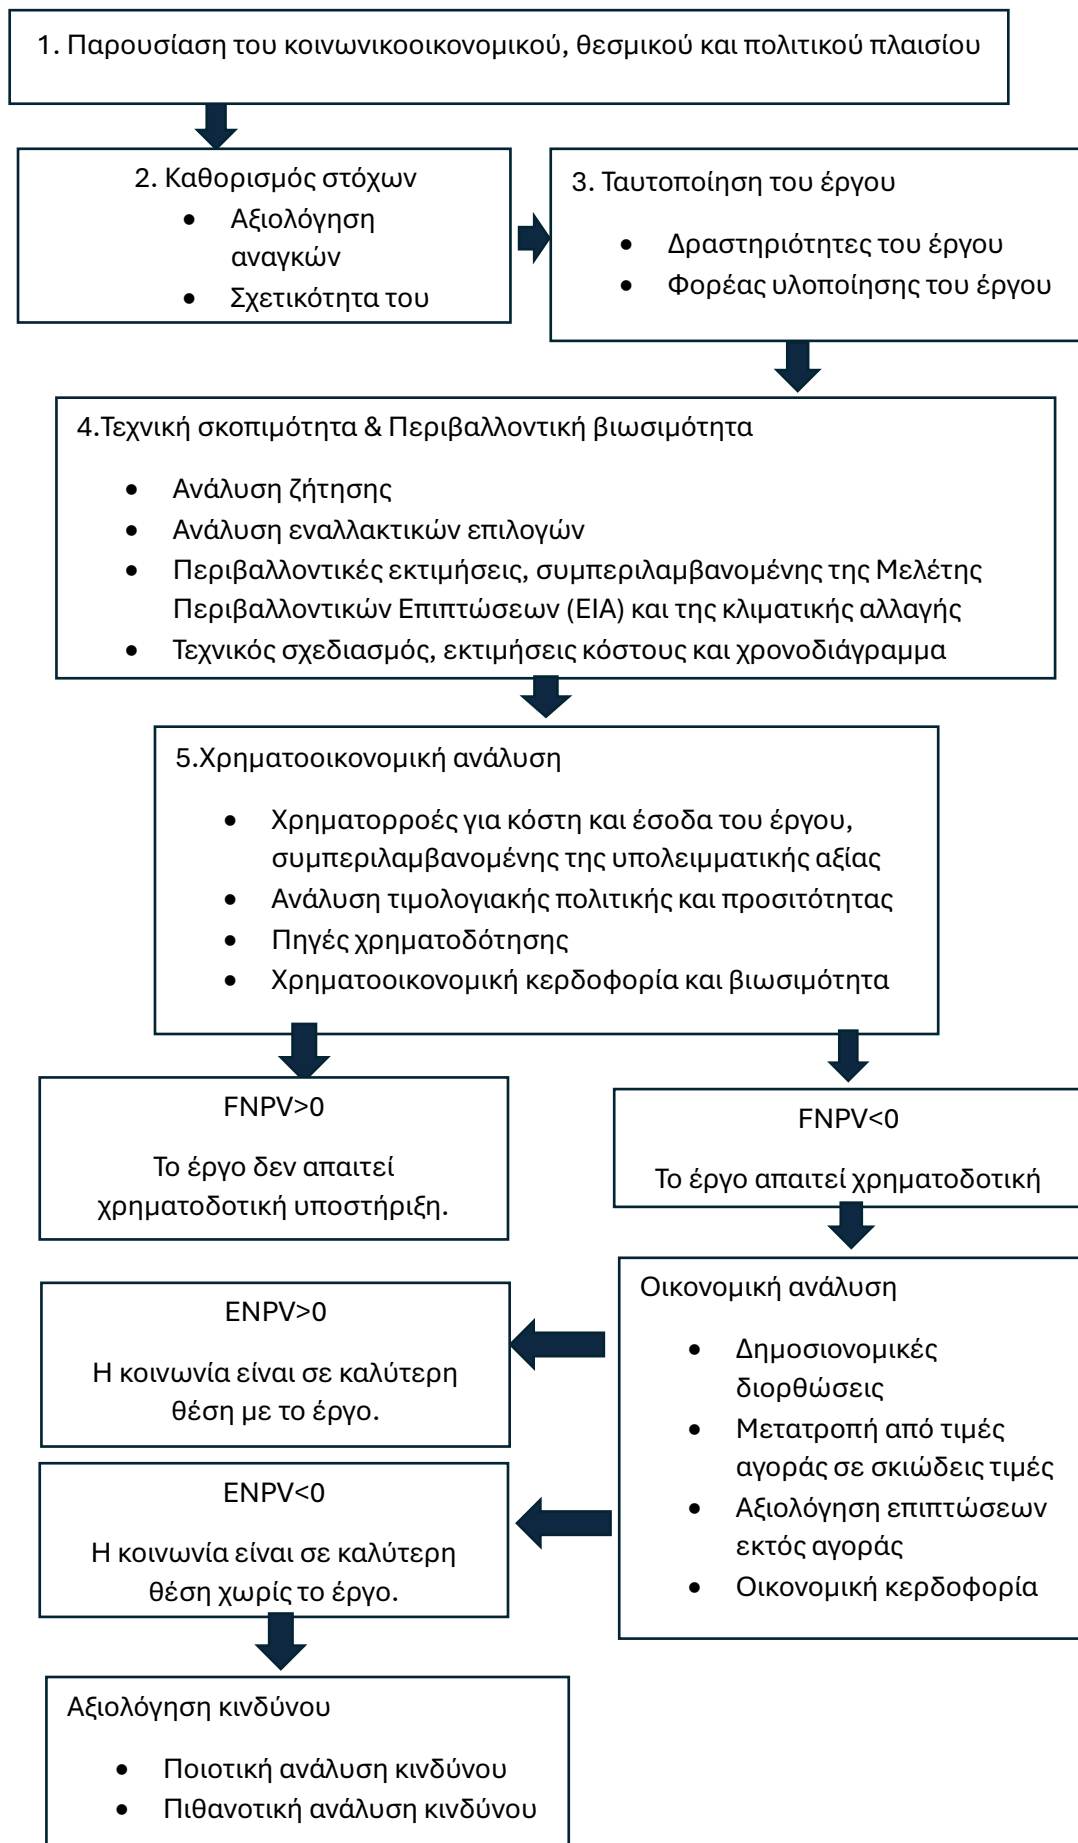 1. Παρουσίαση του κοινωνικοοικονομικού, θεσμικού και πολιτικού πλαισίου
2. Καθορισμός στόχων
• Αξιολόγηση
αναγκών
• Σχετικότητα του
3. Ταυτοποίηση του έργου
• Δραστηριότητες του έργου
• Φορέας υλοποίησης του έργου
4.Τεχνική σκοπιμότητα & Περιβαλλοντική βιωσιμότητα
• Ανάλυση ζήτησης
• Ανάλυση εναλλακτικών επιλογών
• Περιβαλλοντικές εκτιμήσεις, συμπεριλαμβανομένης της Μελέτης
Περιβαλλοντικών Επιπτώσεων (EIA) και της κλιματικής αλλαγής
• Τεχνικός σχεδιασμός, εκτιμήσεις κόστους και χρονοδιάγραμμα
5.Χρηματοοικονομική ανάλυση
• Χρηματορροές για κόστη και έσοδα του έργου,
συμπεριλαμβανομένης της υπολειμματικής αξίας
• Ανάλυση τιμολογιακής πολιτικής και προσιτότητας
• Πηγές χρηματοδότησης
• Χρηματοοικονομική κερδοφορία και βιωσιμότητα
FNPV>0
Το έργο δεν απαιτεί
χρηματοδοτική υποστήριξη.
FNPV<0
Το έργο απαιτεί χρηματοδοτική
ENPV>0
Η κοινωνία είναι σε καλύτερη
θέση με το έργο.
ENPV<0
Η κοινωνία είναι σε καλύτερη
θέση χωρίς το έργο.
Οικονομική ανάλυση
• Δημοσιονομικές
διορθώσεις
• Μετατροπή από τιμές
αγοράς σε σκιώδεις τιμές
• Αξιολόγηση επιπτώσεων
εκτός αγοράς
• Οικονομική κερδοφορία
Αξιολόγηση κινδύνου
• Ποιοτική ανάλυση κινδύνου
• Πιθανοτική ανάλυση κινδύνου